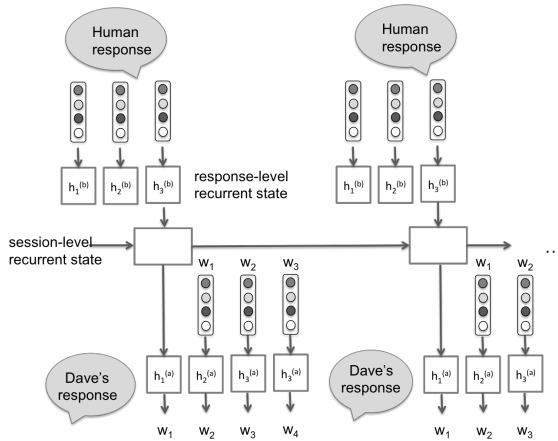 Human
response
Human
response
h1(b) h2(b) h3(b)
response-level
recurrent state
h1(b) h2(b) h3(b)
session-level
recurrent state
..
w1 w2 w3
w1 w2
Dave's
response
h1(a) h2(a) h3(a) h3(a)
Dave's
response
h1(a) h2(a) h3(a)
w1 w2 w3 w4
w1 w2 w3